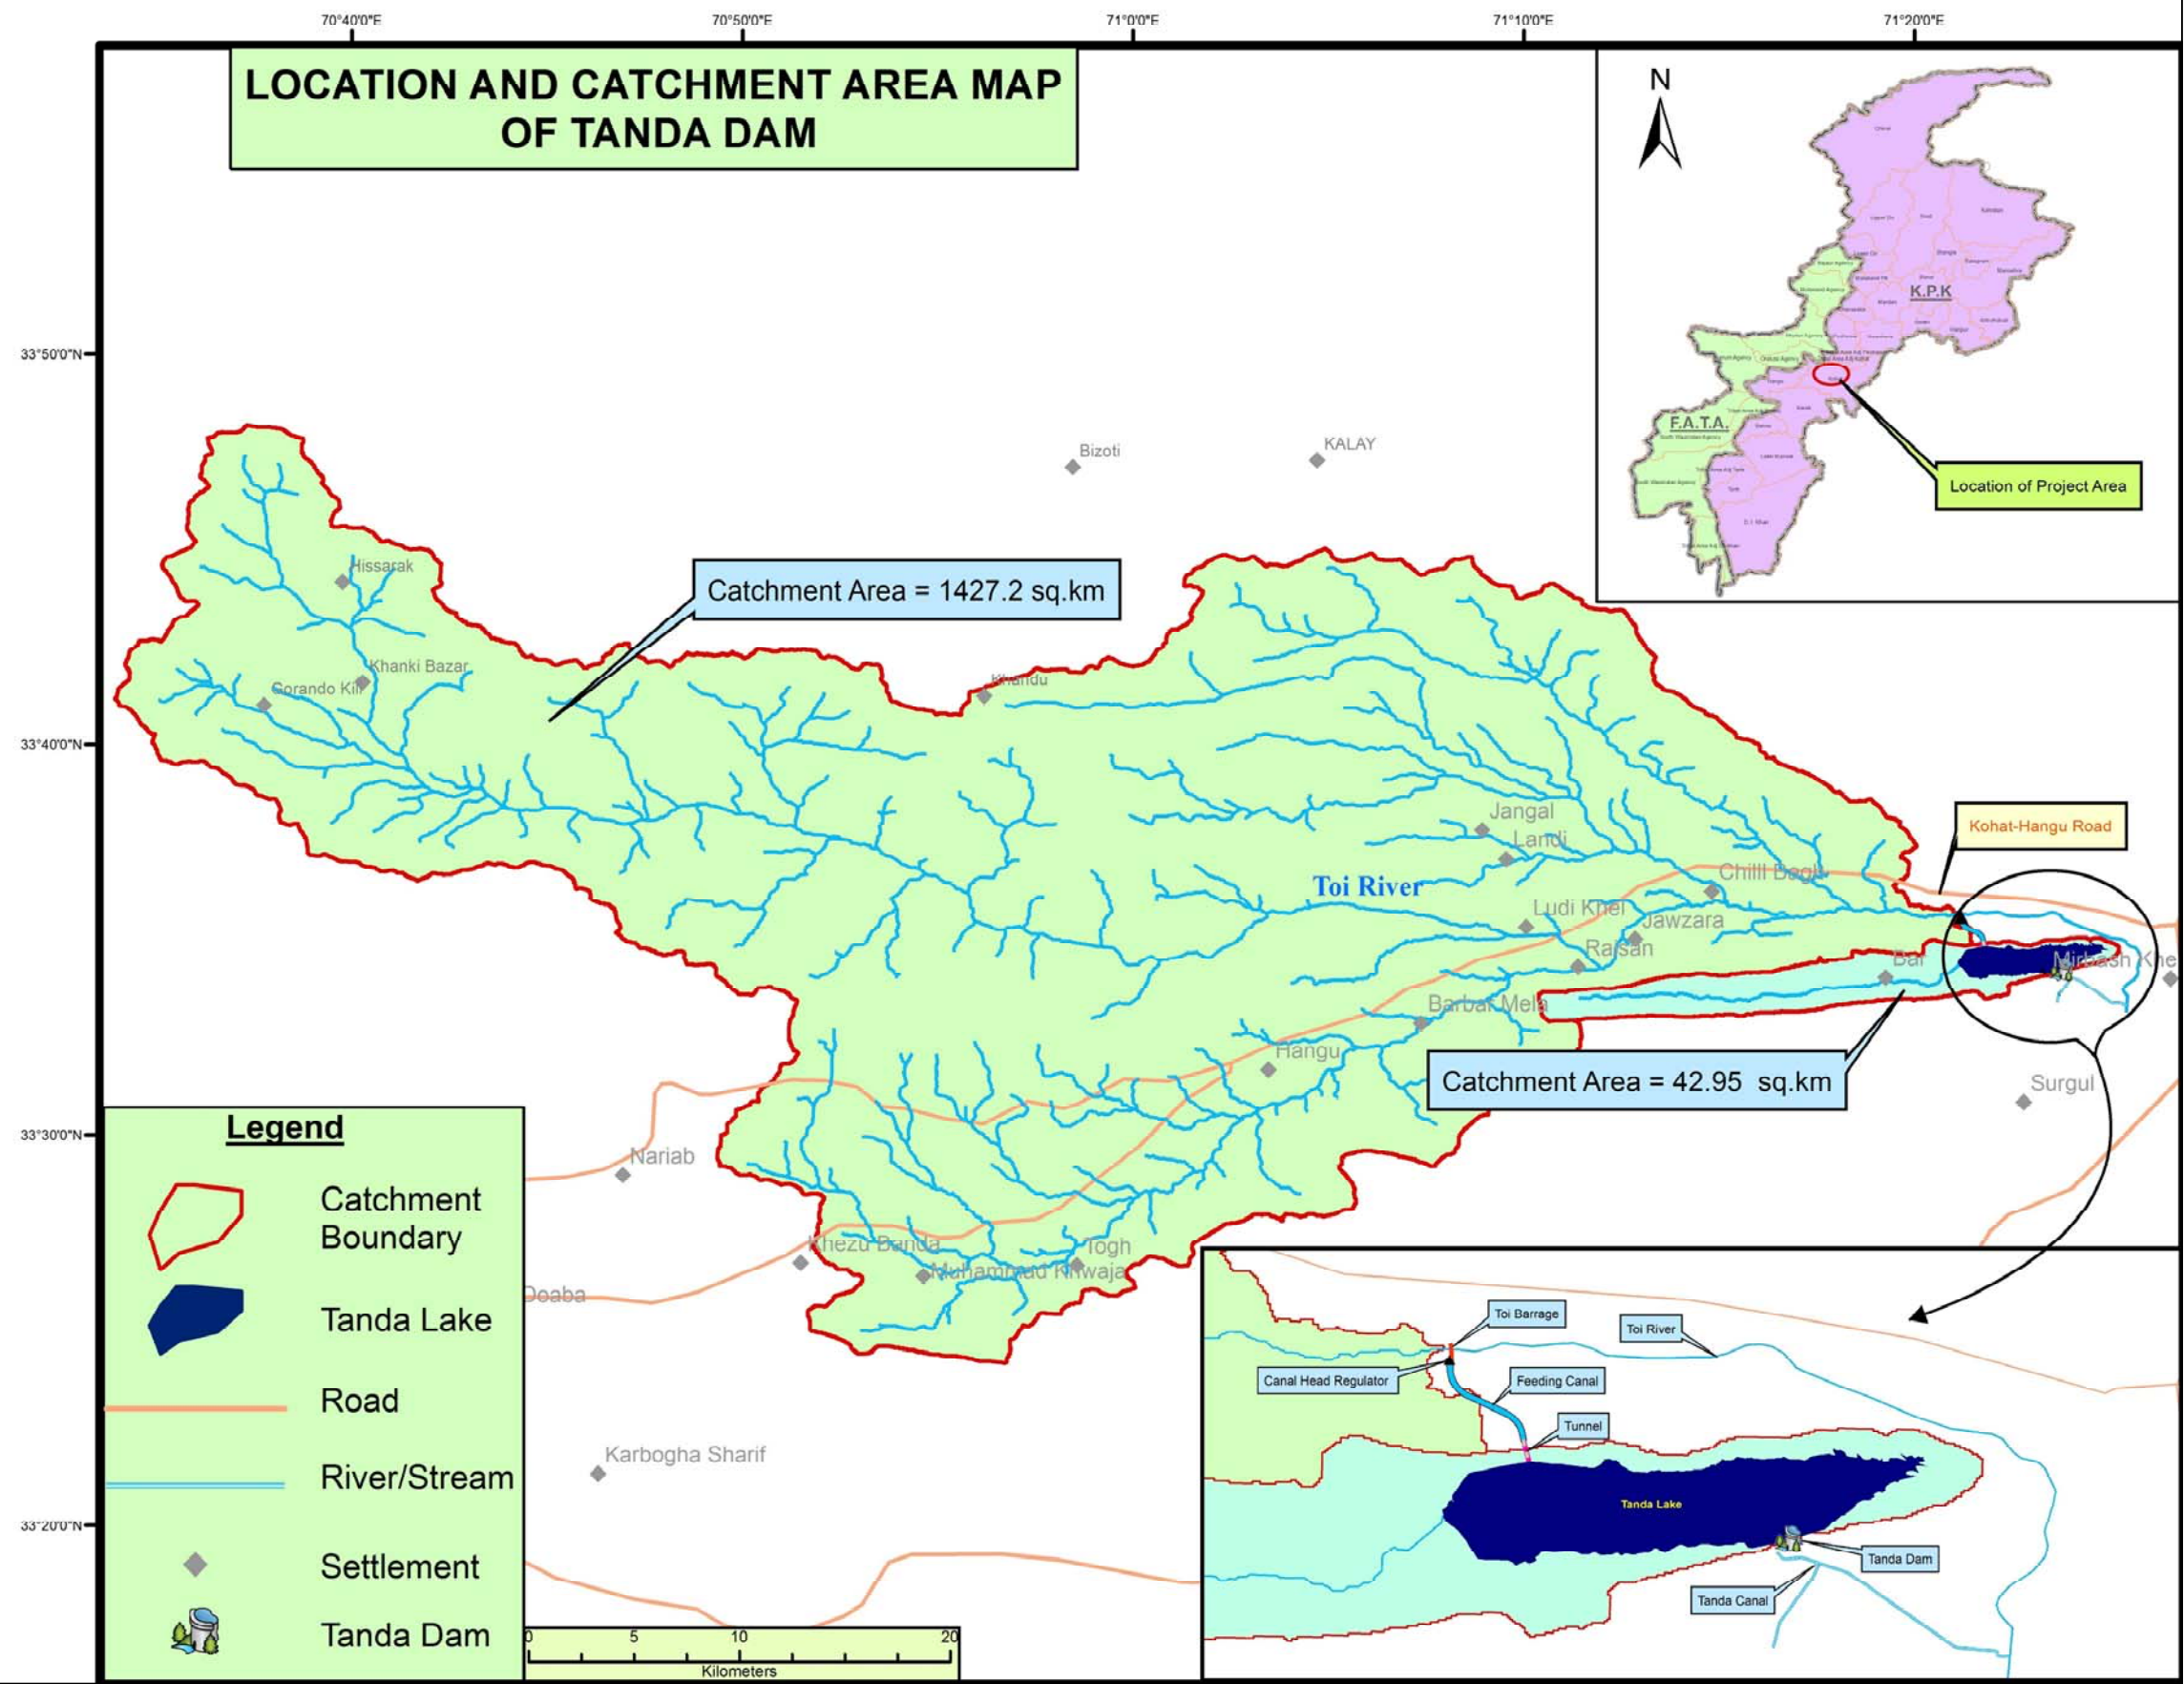 70°40'0"E
70°50'0"E
71°0'0"E
71°10'0"E
71°20'0"E
LOCATION AND CATCHMENT AREA MAP
OF TANDA DAM
N
K.P.K
F.A.T.A.
Location of Project Area
33°50'0"N
33°40'0"N
33°30'0"N
33°20'0"N
Bizoti
KALAY
Hissarak
Catchment Area = 1427.2 sq.km
Khanki Bazar
Gorando Kili
Khandu
Jangal
Landi
Kohat-Hangu Road
Toi River
Chilli Bagh
Ludi Khel
Jawzara
Raisan
Bar
Mirbash Khe
Barbar Mela
Hangu
Catchment Area = 42.95 sq.km
Surgul
Nariab
Khezu Banda
Togh
Muhammad Khwaja
Doaba
Karbogha Sharif
Legend
Catchment
Boundary
Tanda Lake
Road
River/Stream
Settlement
Tanda Dam
0 5 10 20
Kilometers
Toi Barrage
Toi River
Canal Head Regulator
Feeding Canal
Tunnel
Tanda Lake
Tanda Dam
Tanda Canal